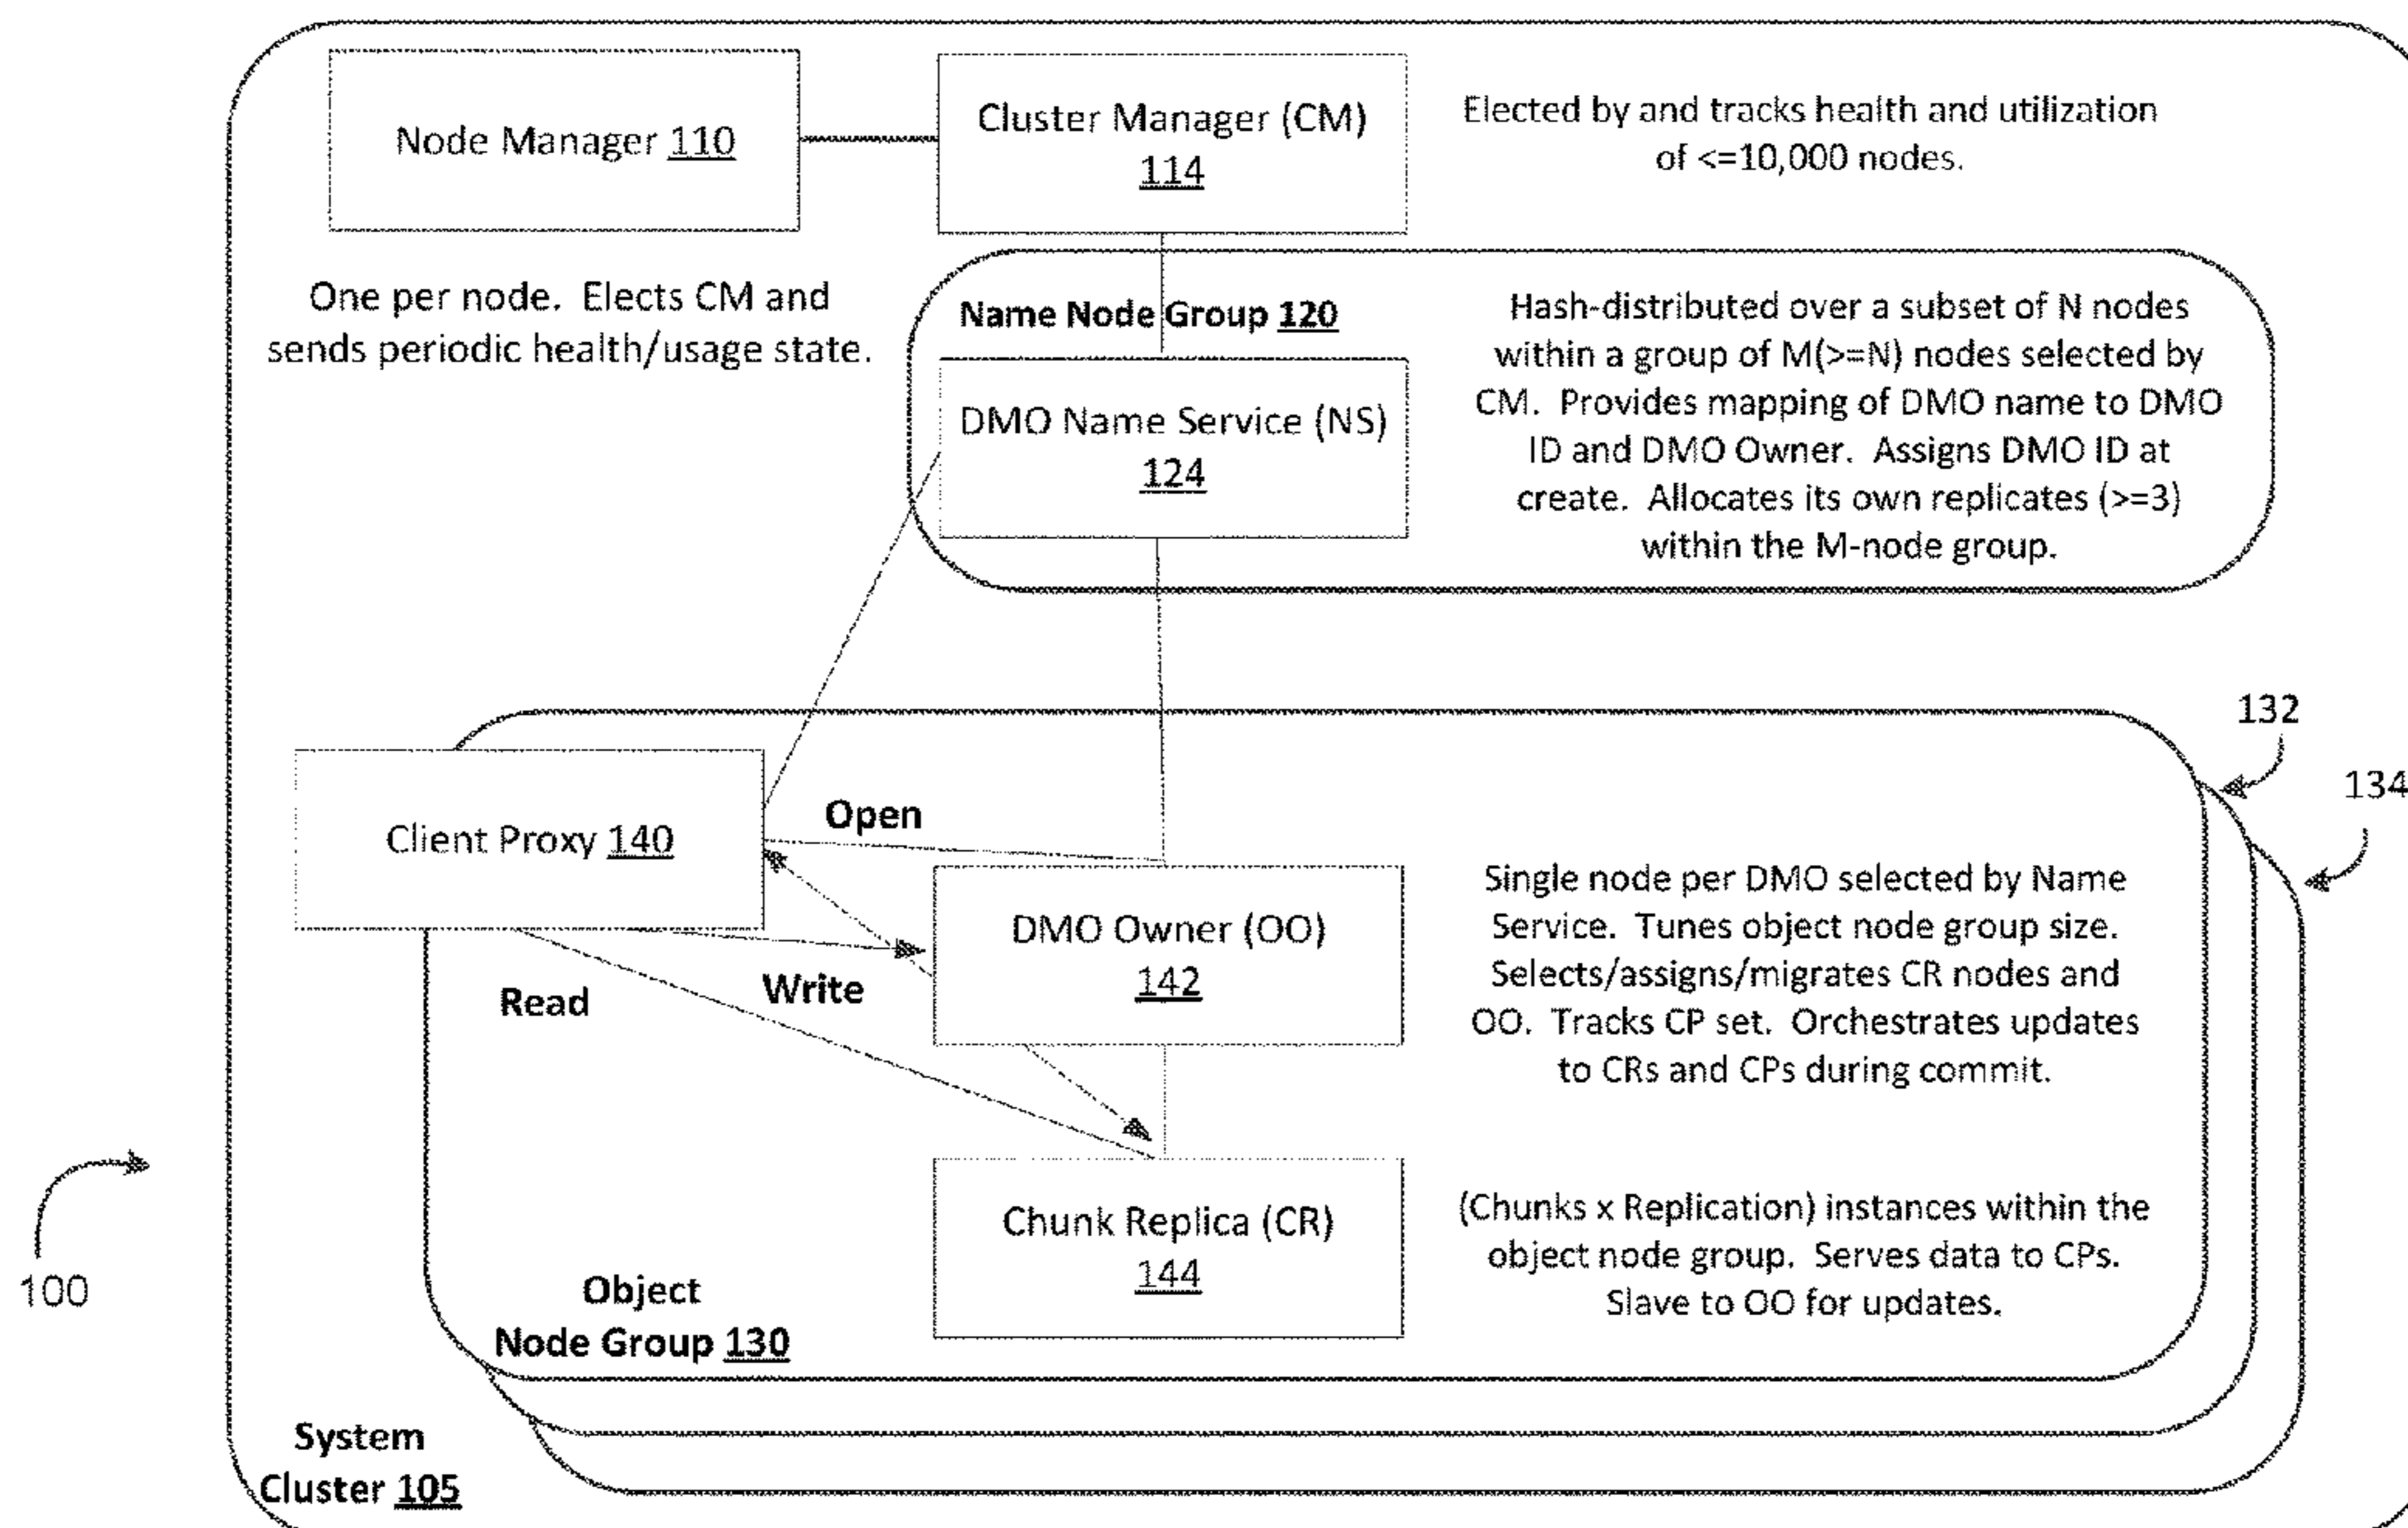 Node Manager 110
Cluster Manager (CM)
114
Elected by and tracks health and utilization
of <=10,000 nodes.
One per node. Elects CM and
sends periodic health/usage state.
Name Node Group 120
DMO Name Service (NS)
124
Hash-distributed over a subset of N nodes
within a group of M(>=N) nodes selected by
CM. Provides mapping of DMO name to DMO
ID and DMO Owner. Assigns DMO ID at
create. Allocates its own replicates (>=3)
within the M-node group.
132
134
Client Proxy 140
Open
DMO Owner (OO)
142
Read
Write
Single node per DMO selected by Name
Service. Tunes object node group size.
Selects/assigns/migrates CR nodes and
OO. Tracks CP set. Orchestrates updates
to CRs and CPs during commit.
Chunk Replica (CR)
144
(Chunks x Replication) instances within the
object node group. Serves data to CPs.
Slave to OO for updates.
Object
Node Group 130
100
System
Cluster 105